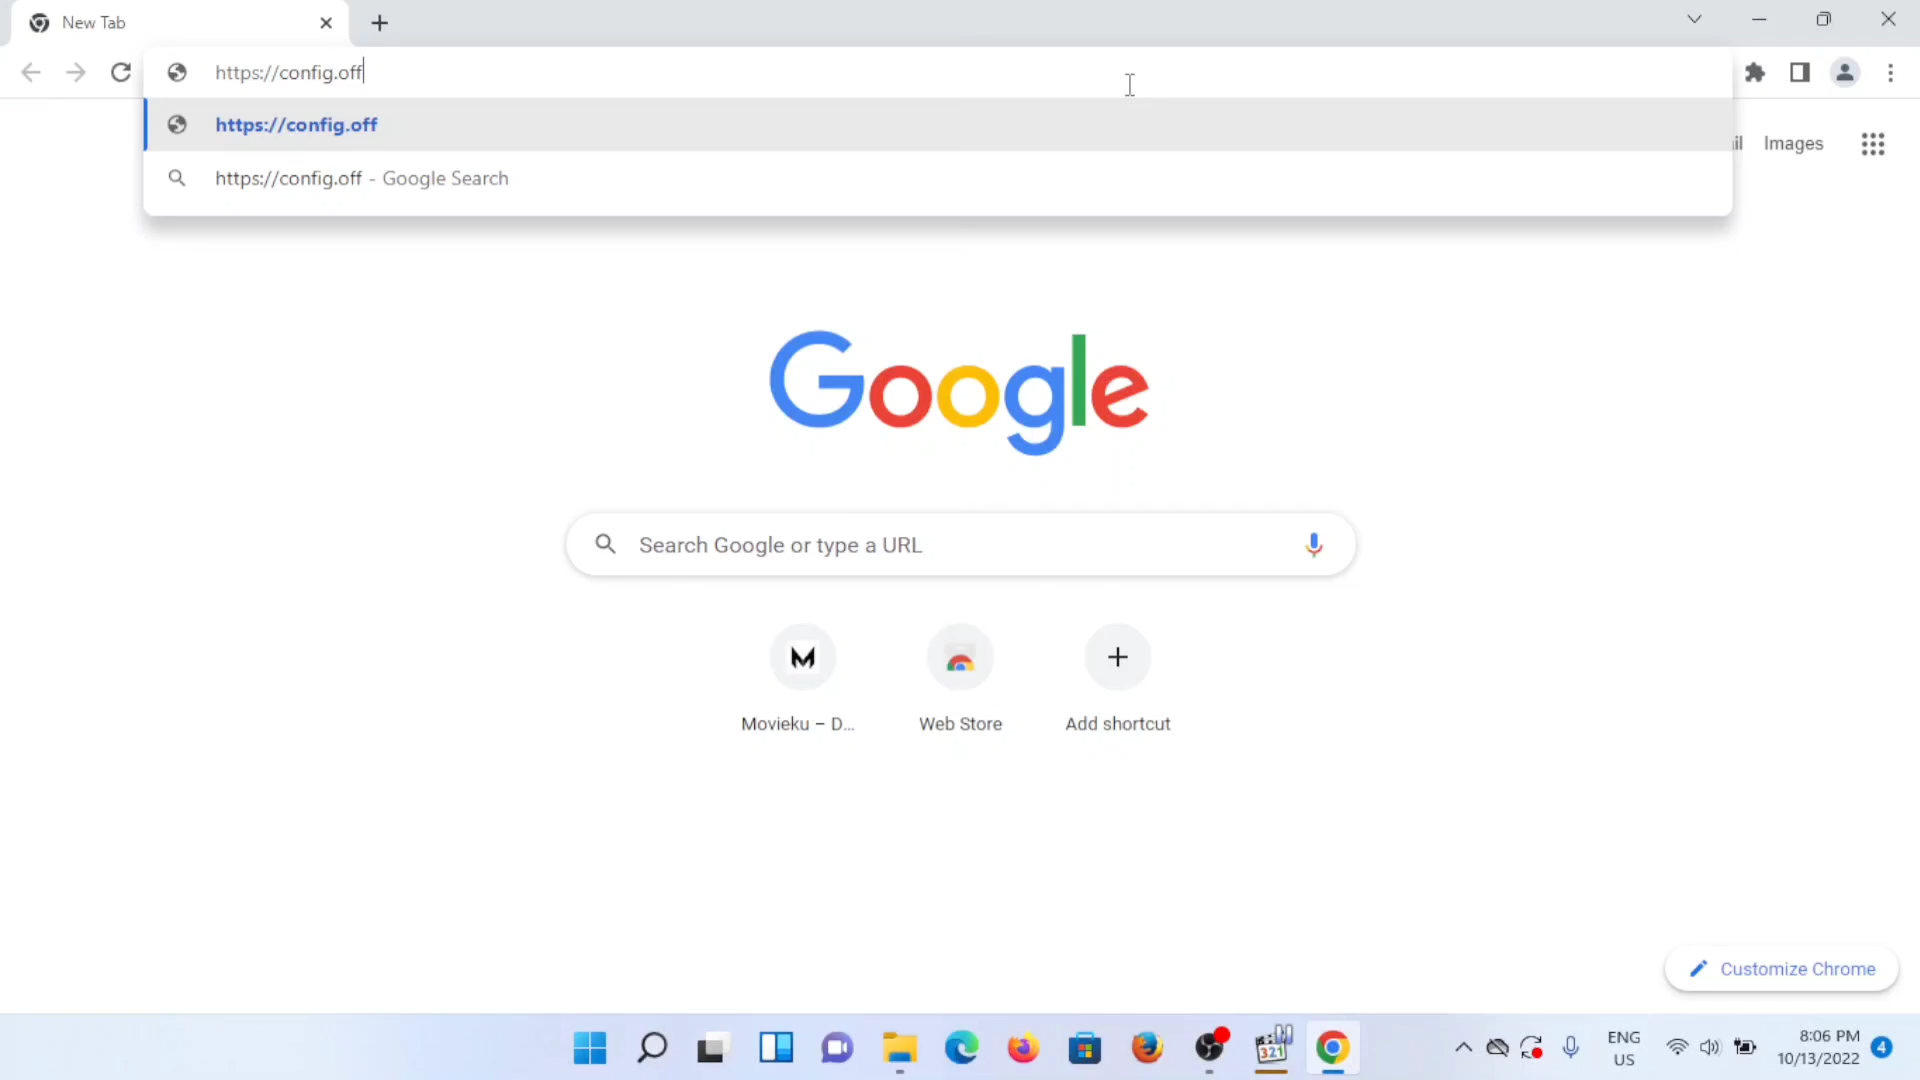 New Tab
https://config.off
https://config.off
https://config.off - Google Search
il
Images
Google
Search Google or type a URL
M
Movieku – D...
Web Store
Add shortcut
Customize Chrome
321
ENG
US
8:06 PM
10/13/2022
4